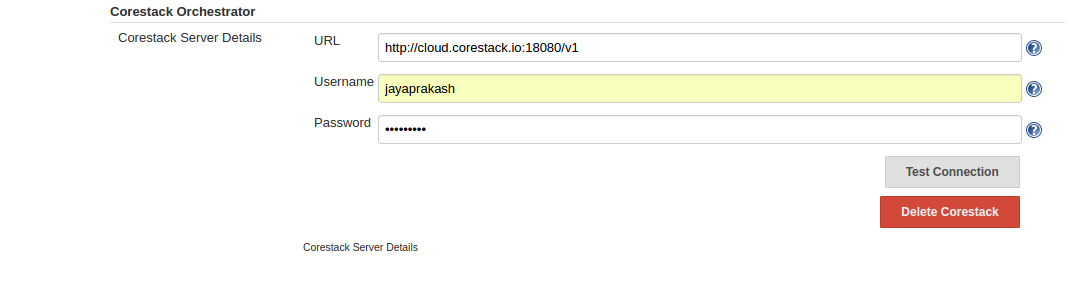 Corestack Orchestrator
Corestack Server Details
URL
http://cloud.corestack.io:18080/v1
?
Username
jayaprakash
?
Password
•••••••••
?
Test Connection
Delete Corestack
Corestack Server Details